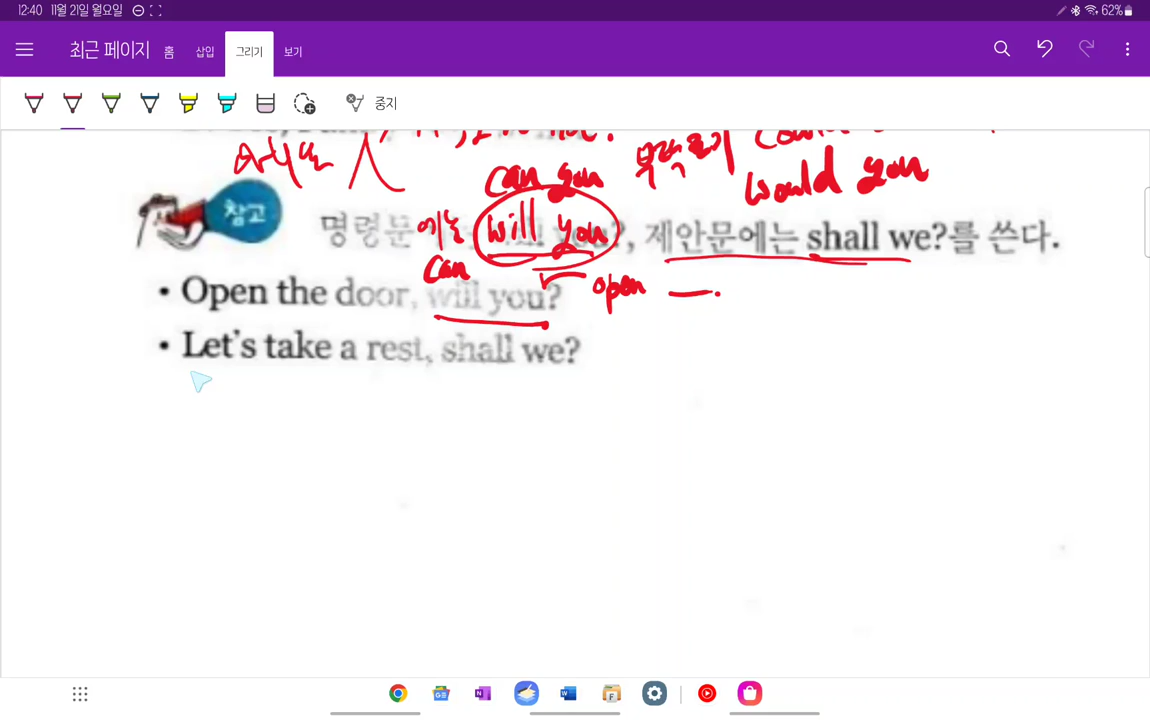 12:40 11월 21일 월요일 62%
최근 페이지 홈 삽입 그리기 보기
중지
can you
would you
참고
명령문에는 will you?, 제안문에는 shall we?를 쓴다.
can
open
• Open the door, will you?
• Let's take a rest, shall we?